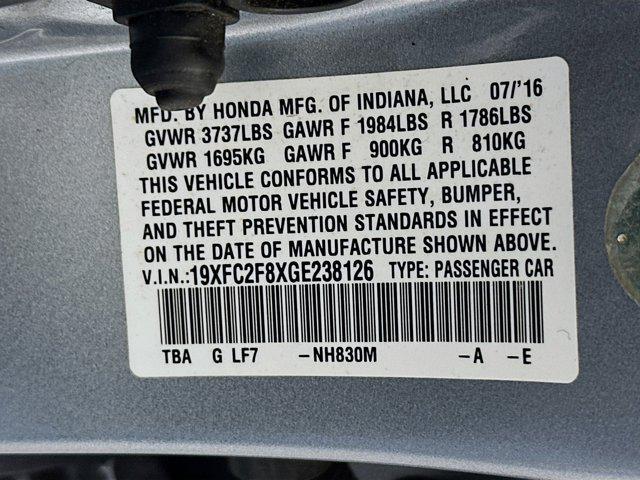 MFD. BY HONDA MFG. OF INDIANA, LLC 07/'16
GVWR 3737LBS GAWR F 1984LBS R 1786LBS
GVWR 1695KG GAWR F 900KG R 810KG
THIS VEHICLE CONFORMS TO ALL APPLICABLE
FEDERAL MOTOR VEHICLE SAFETY, BUMPER,
AND THEFT PREVENTION STANDARDS IN EFFECT
ON THE DATE OF MANUFACTURE SHOWN ABOVE.
V.I.N.:19XFC2F8XGE238126 TYPE: PASSENGER CAR
TBA G LF7 –NH830M –A –E